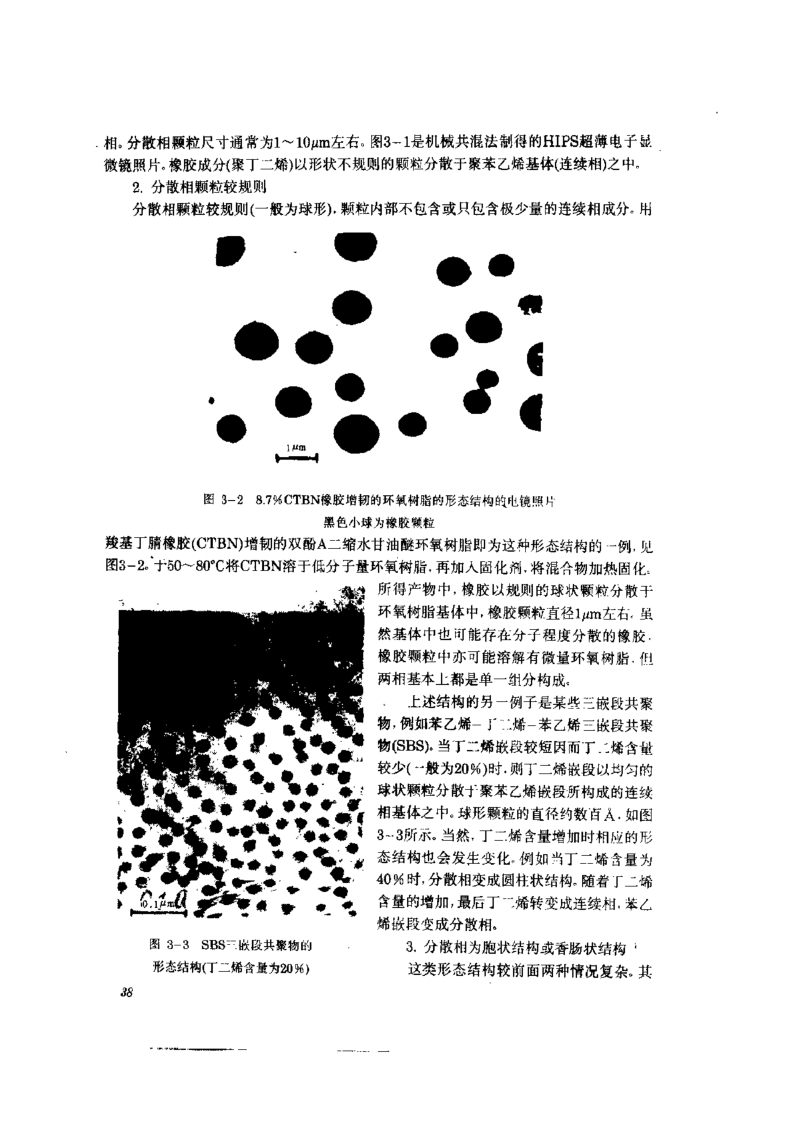 相。分散相颗粒尺寸通常为1～10μm左右。图3-1是机械共混法制得的HIPS超薄电子显
微镜照片。橡胶成分(聚丁二烯)以形状不规则的颗粒分散于聚苯乙烯基体(连续相)之中。
2. 分散相颗粒较规则
分散相颗粒较规则(一般为球形)，颗粒内部不包含或只包含极少量的连续相成分。用
1μm
图 3-2 8.7%CTBN橡胶增韧的环氧树脂的形态结构的电镜照片
黑色小球为橡胶颗粒
羧基丁腈橡胶(CTBN)增韧的双酚A二缩水甘油醚环氧树脂即为这种形态结构的一例，见
图3-2。于50～80℃将CTBN溶于低分子量环氧树脂，再加入固化剂，将混合物加热固化。
所得产物中，橡胶以规则的球状颗粒分散于
环氧树脂基体中，橡胶颗粒直径1μm左右。虽
然基体中也可能存在分子程度分散的橡胶，
橡胶颗粒中亦可能溶解有微量环氧树脂，但
两相基本上都是单一组分构成。
上述结构的另一例子是某些三嵌段共聚
物，例如苯乙烯-丁二烯-苯乙烯三嵌段共聚
物(SBS)。当丁二烯嵌段较短因而丁二烯含量
较少(一般为20%)时，则丁二烯嵌段以均匀的
球状颗粒分散于聚苯乙烯嵌段所构成的连续
相基体之中。球形颗粒的直径约数百Å，如图
3-3所示。当然，丁二烯含量增加时相应的形
态结构也会发生变化。例如当丁二烯含量为
40%时，分散相变成圆柱状结构。随着丁二烯
含量的增加，最后丁二烯转变成连续相，苯乙
烯嵌段变成分散相。
0.1μm
图 3-3 SBS三嵌段共聚物的
形态结构(丁二烯含量为20%)
3. 分散相为胞状结构或香肠状结构
这类形态结构较前面两种情况复杂。其
38